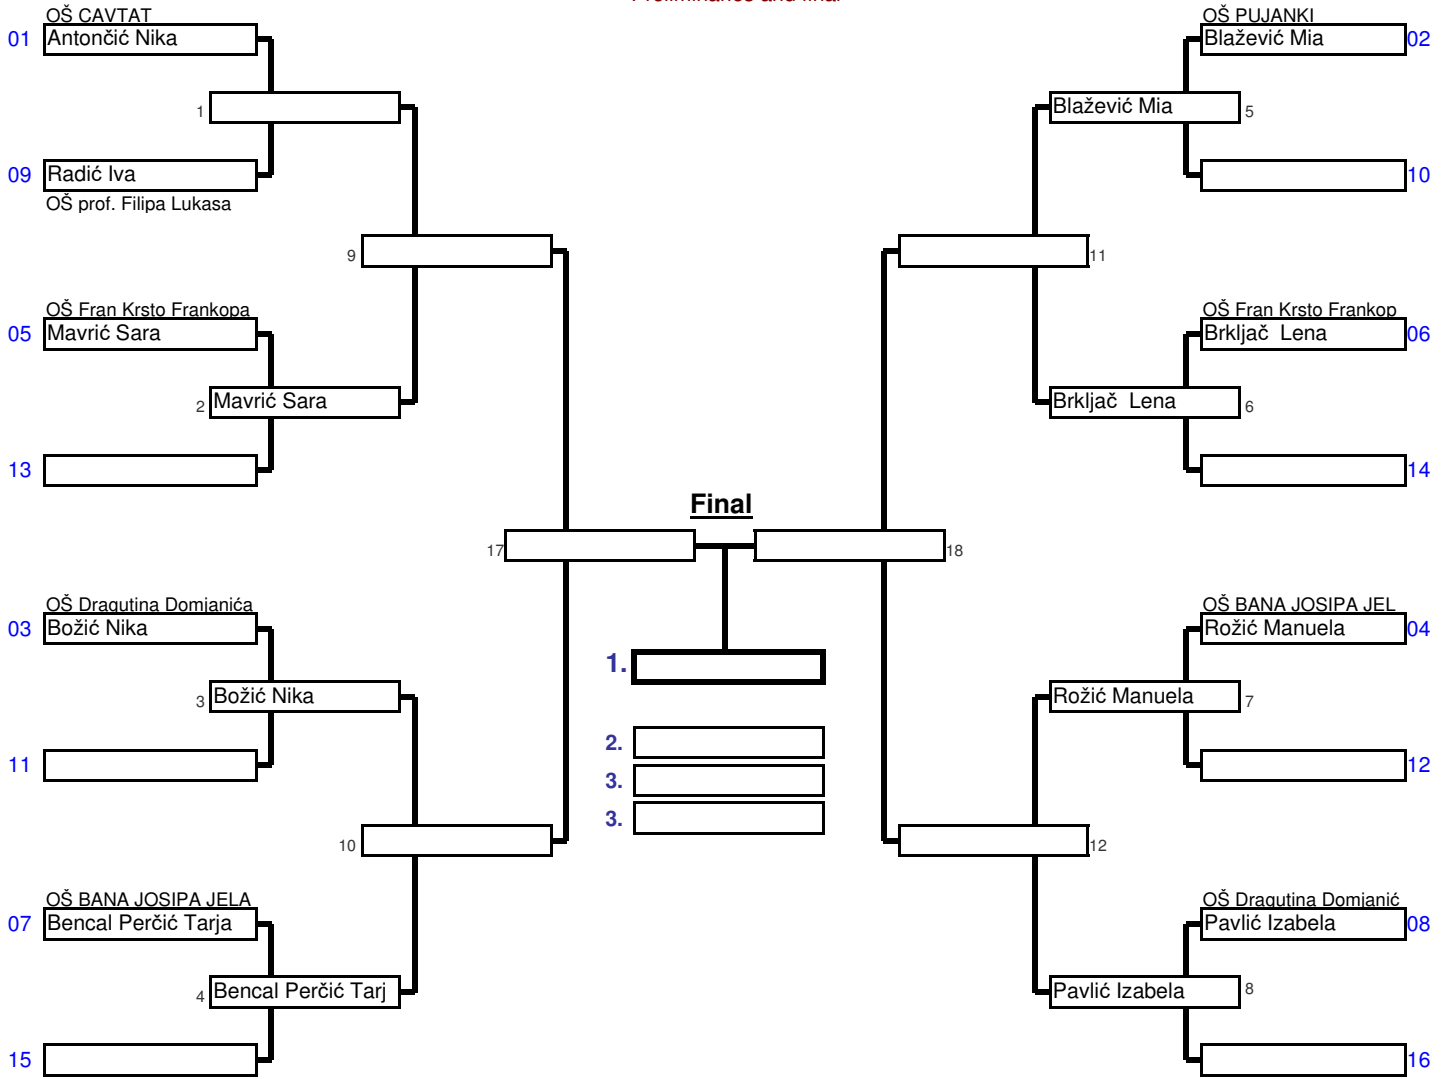 Preliminaries and final
OŠ CAVTAT
01 Antončić Nika
1
09 Radić Iva
OŠ prof. Filipa Lukasa
9
OŠ Fran Krsto Frankopa
05 Mavrić Sara
2 Mavrić Sara
13
17
OŠ Dragutina Domjanića
03 Božić Nika
3 Božić Nika
11
10
OŠ BANA JOSIPA JELA
07 Bencal Perčić Tarja
4 Bencal Perčić Tarj
15
Final
1.
2.
3.
3.
OŠ PUJANKI
Blažević Mia 02
Blažević Mia 5
10
11
OŠ Fran Krsto Frankop
Brkljač  Lena 06
Brkljač  Lena 6
14
18
OŠ BANA JOSIPA JEL
Rožić Manuela 04
Rožić Manuela 7
12
12
OŠ Dragutina Domjanić
Pavlić Izabela 08
Pavlić Izabela 8
16